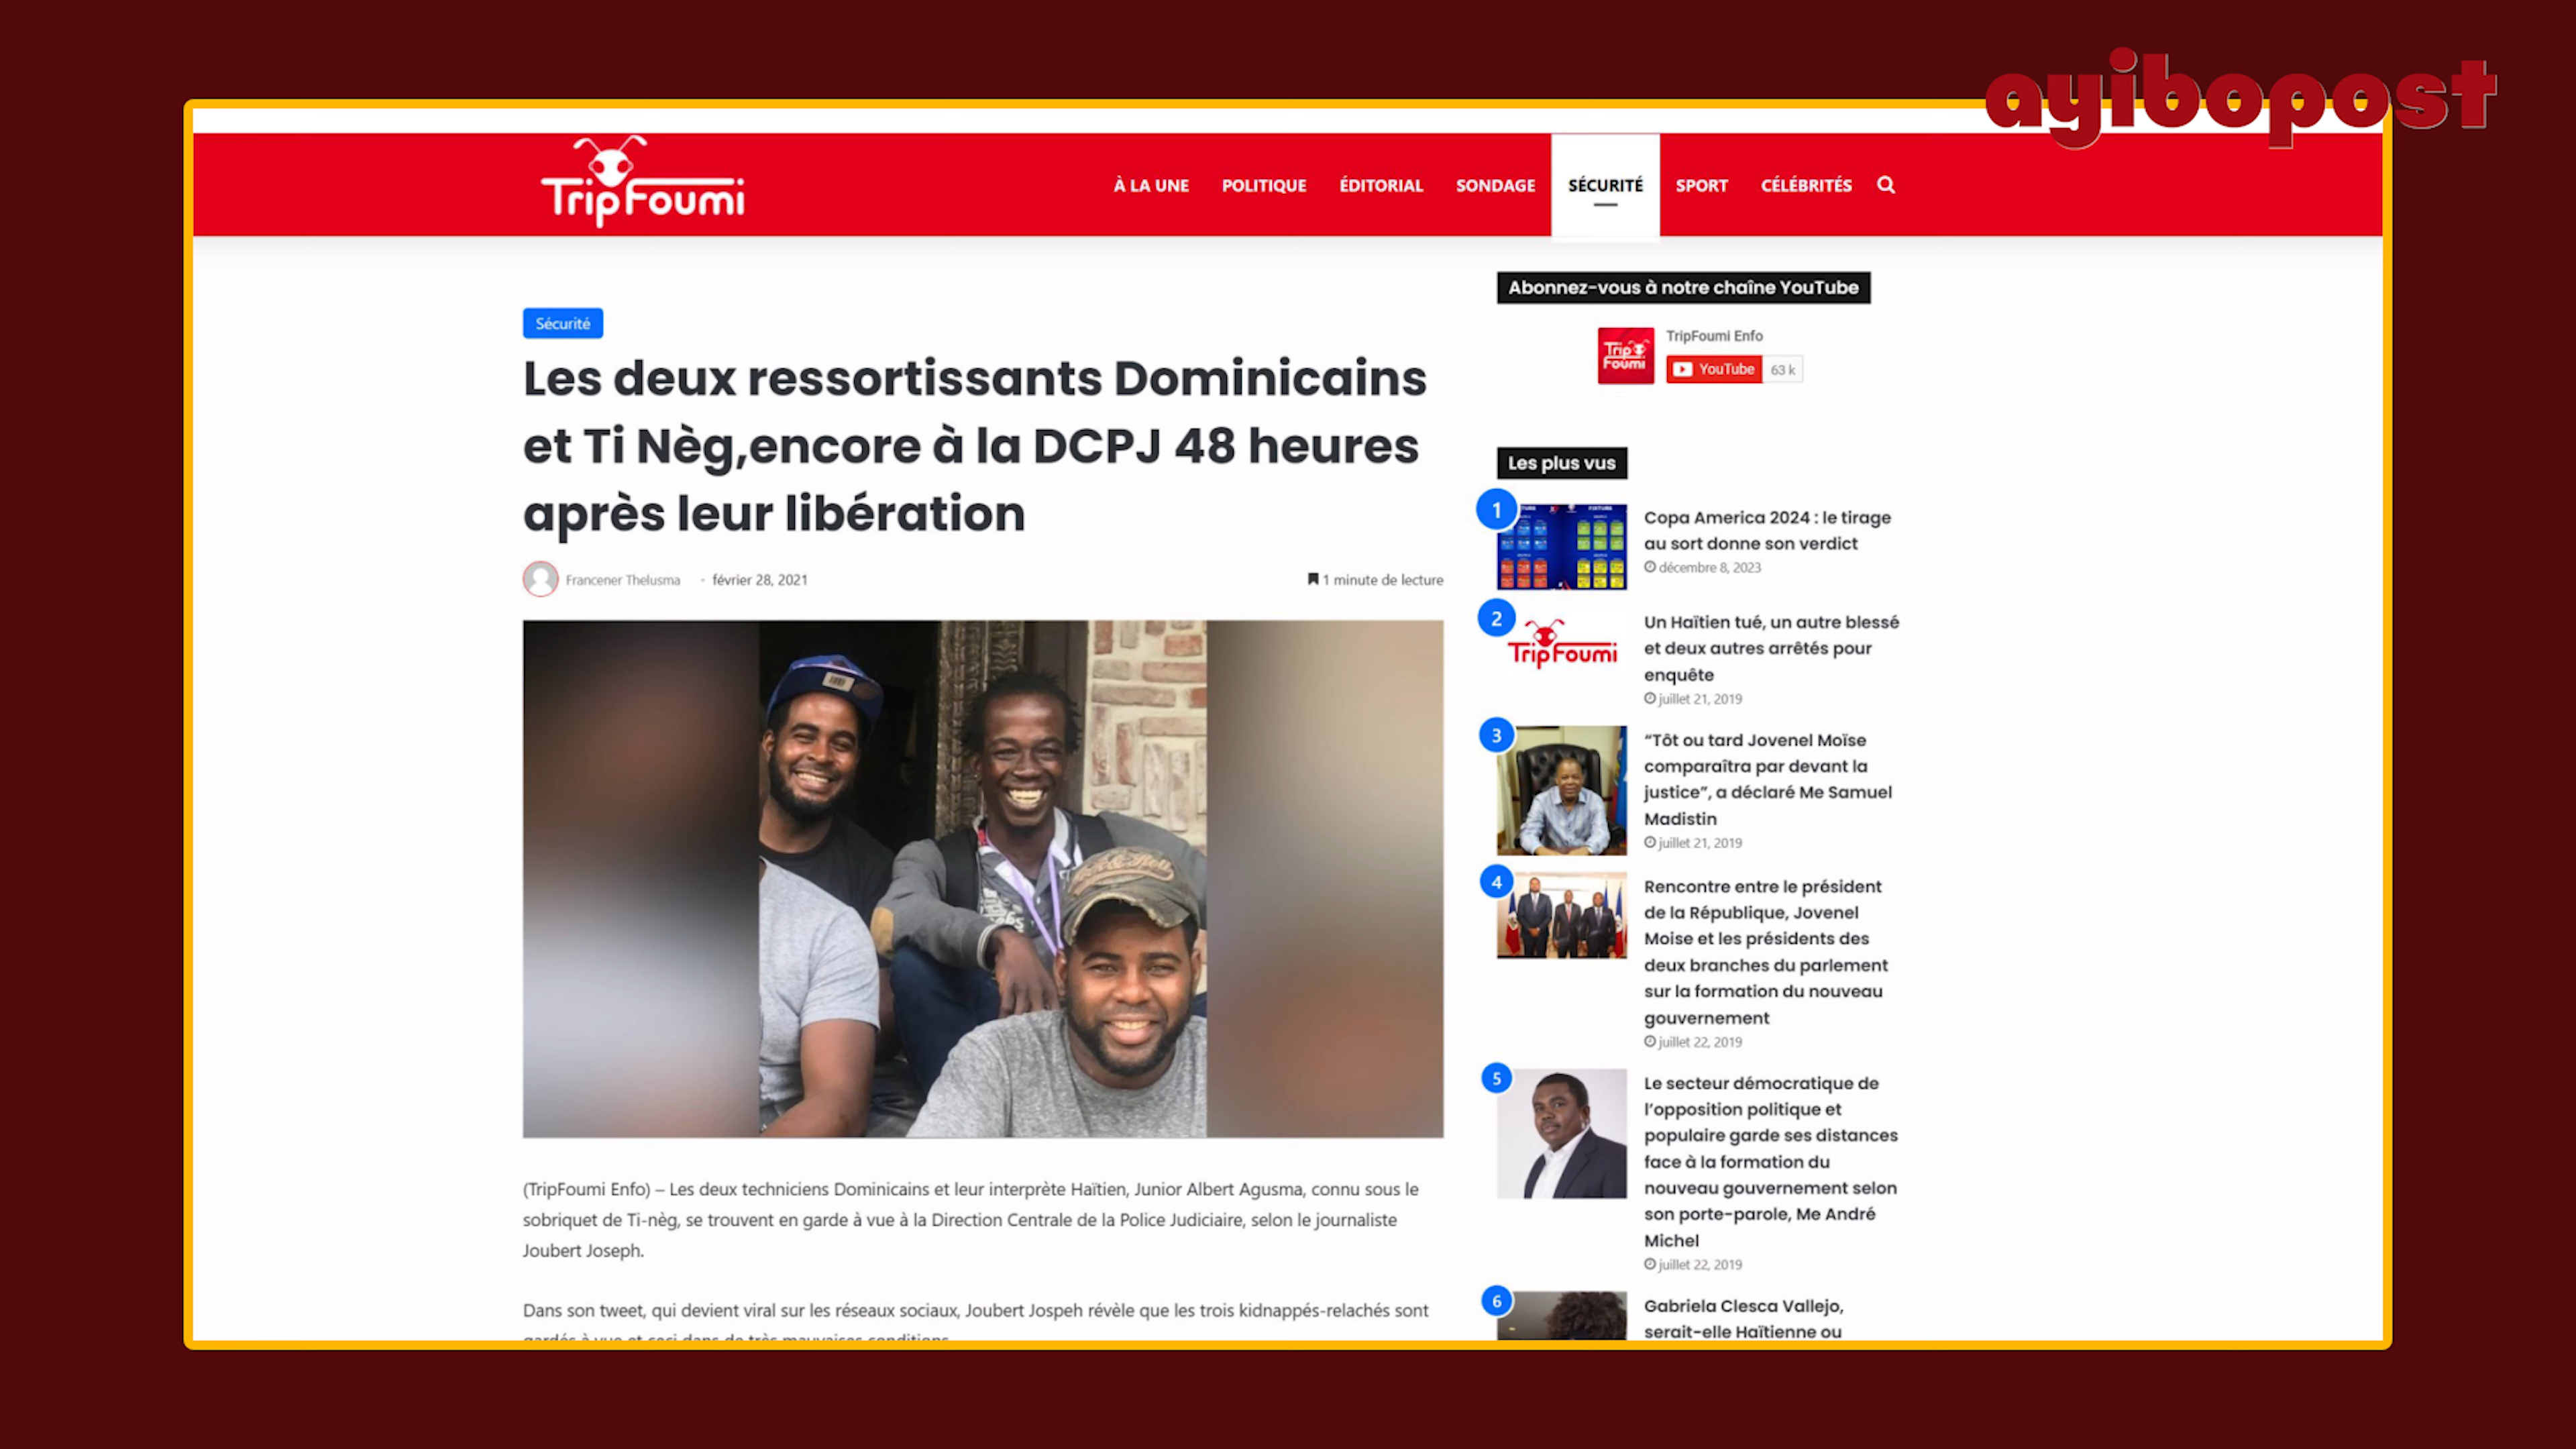 ayibopost
TripFoumi
À LA UNE
POLITIQUE
ÉDITORIAL
SONDAGE
SÉCURITÉ
SPORT
CÉLÉBRITÉS
Sécurité
Les deux ressortissants Dominicains
et Ti Nèg,encore à la DCPJ 48 heures
après leur libération
Francener Thelusma
février 28, 2021
1 minute de lecture
(TripFoumi Enfo) – Les deux techniciens Dominicains et leur interprète Haïtien, Junior Albert Agusma, connu sous le
sobriquet de Ti-nèg, se trouvent en garde à vue à la Direction Centrale de la Police Judiciaire, selon le journaliste
Joubert Joseph.
Dans son tweet, qui devient viral sur les réseaux sociaux, Joubert Jospeh révèle que les trois kidnappés-relachés sont
gardés à vue et ceci dans de très mauvaises conditions
Abonnez-vous à notre chaîne YouTube
Trip
Foumi
TripFoumi Enfo
YouTube 63 k
Les plus vus
1
Copa America 2024 : le tirage
au sort donne son verdict
décembre 8, 2023
2
TripFoumi
Un Haïtien tué, un autre blessé
et deux autres arrêtés pour
enquête
juillet 21, 2019
3
“Tôt ou tard Jovenel Moïse
comparaîtra par devant la
justice”, a déclaré Me Samuel
Madistin
juillet 21, 2019
4
Rencontre entre le président
de la République, Jovenel
Moise et les présidents des
deux branches du parlement
sur la formation du nouveau
gouvernement
juillet 22, 2019
5
Le secteur démocratique de
l’opposition politique et
populaire garde ses distances
face à la formation du
nouveau gouvernement selon
son porte-parole, Me André
Michel
juillet 22, 2019
6
Gabriela Clesca Vallejo,
serait-elle Haïtienne ou